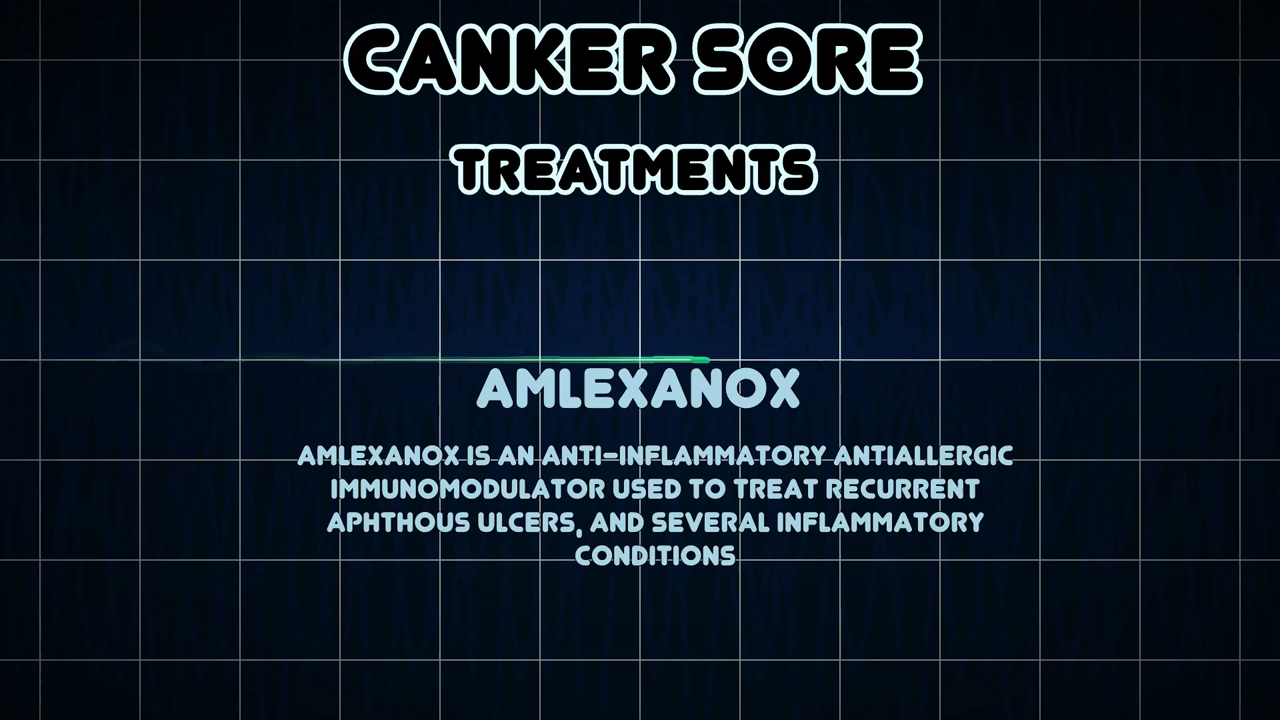 CANKER SORE
TREATMENTS
AMLEXANOX
AMLEXANOX IS AN ANTI-INFLAMMATORY ANTIALLERGIC
IMMUNOMODULATOR USED TO TREAT RECURRENT
APHTHOUS ULCERS, AND SEVERAL INFLAMMATORY
CONDITIONS